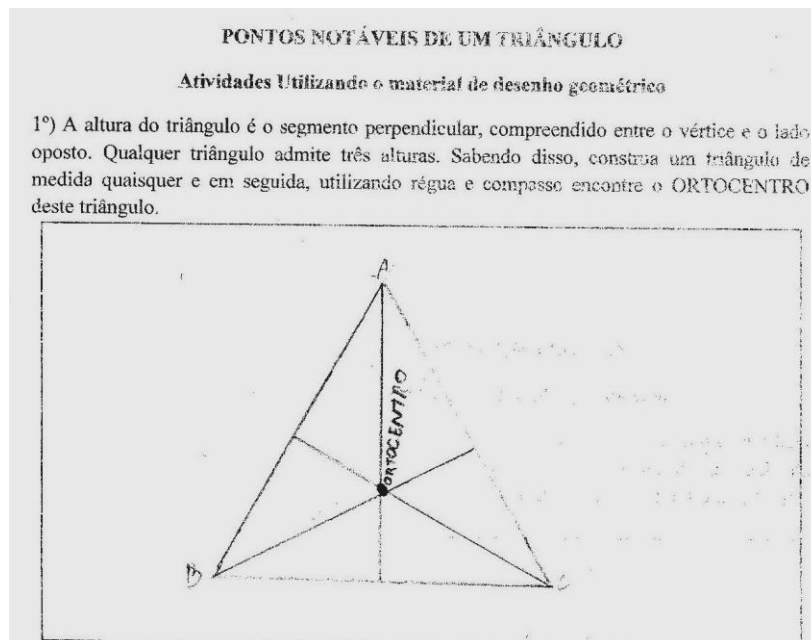 PONTOS NOTÁVEIS DE UM TRIÂNGULO
Atividades Utilizando o material de desenho geométrico
1º) A altura do triângulo é o segmento perpendicular, compreendido entre o vértice e o lado
oposto. Qualquer triângulo admite três alturas. Sabendo disso, construa um triângulo de
medida quaisquer e em seguida, utilizando régua e compasso encontre o ORTOCENTRO
deste triângulo.
A
ORTOCENTRO
B
C